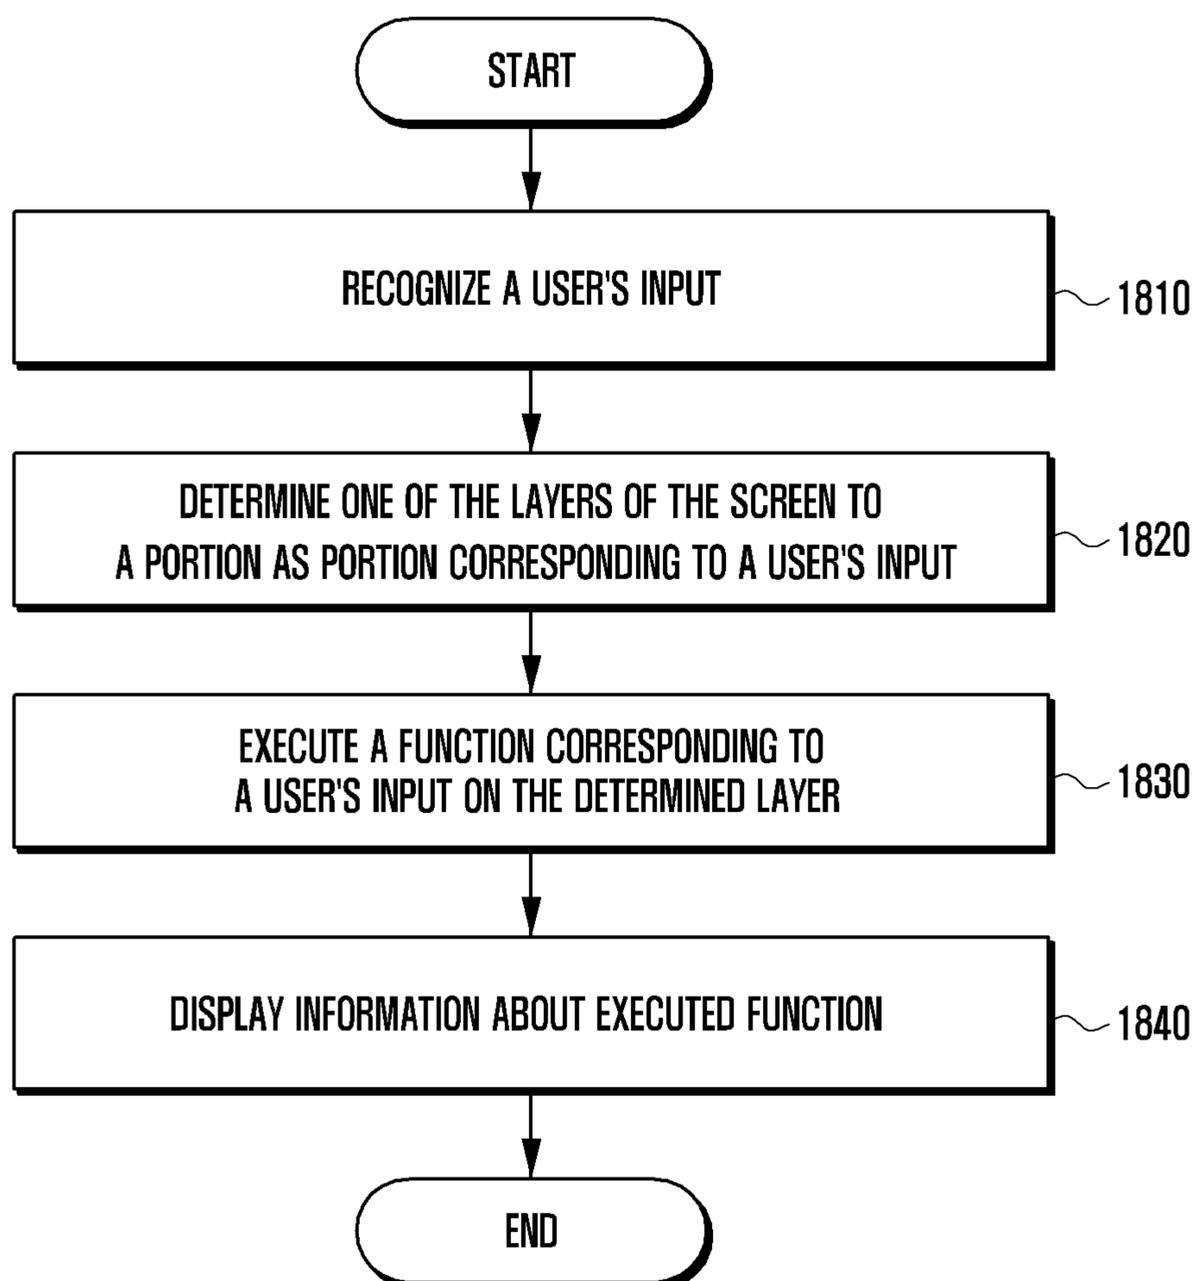 START
RECOGNIZE A USER'S INPUT
1810
DETERMINE ONE OF THE LAYERS OF THE SCREEN TO
A PORTION AS PORTION CORRESPONDING TO A USER'S INPUT
1820
EXECUTE A FUNCTION CORRESPONDING TO
A USER'S INPUT ON THE DETERMINED LAYER
1830
DISPLAY INFORMATION ABOUT EXECUTED FUNCTION
1840
END